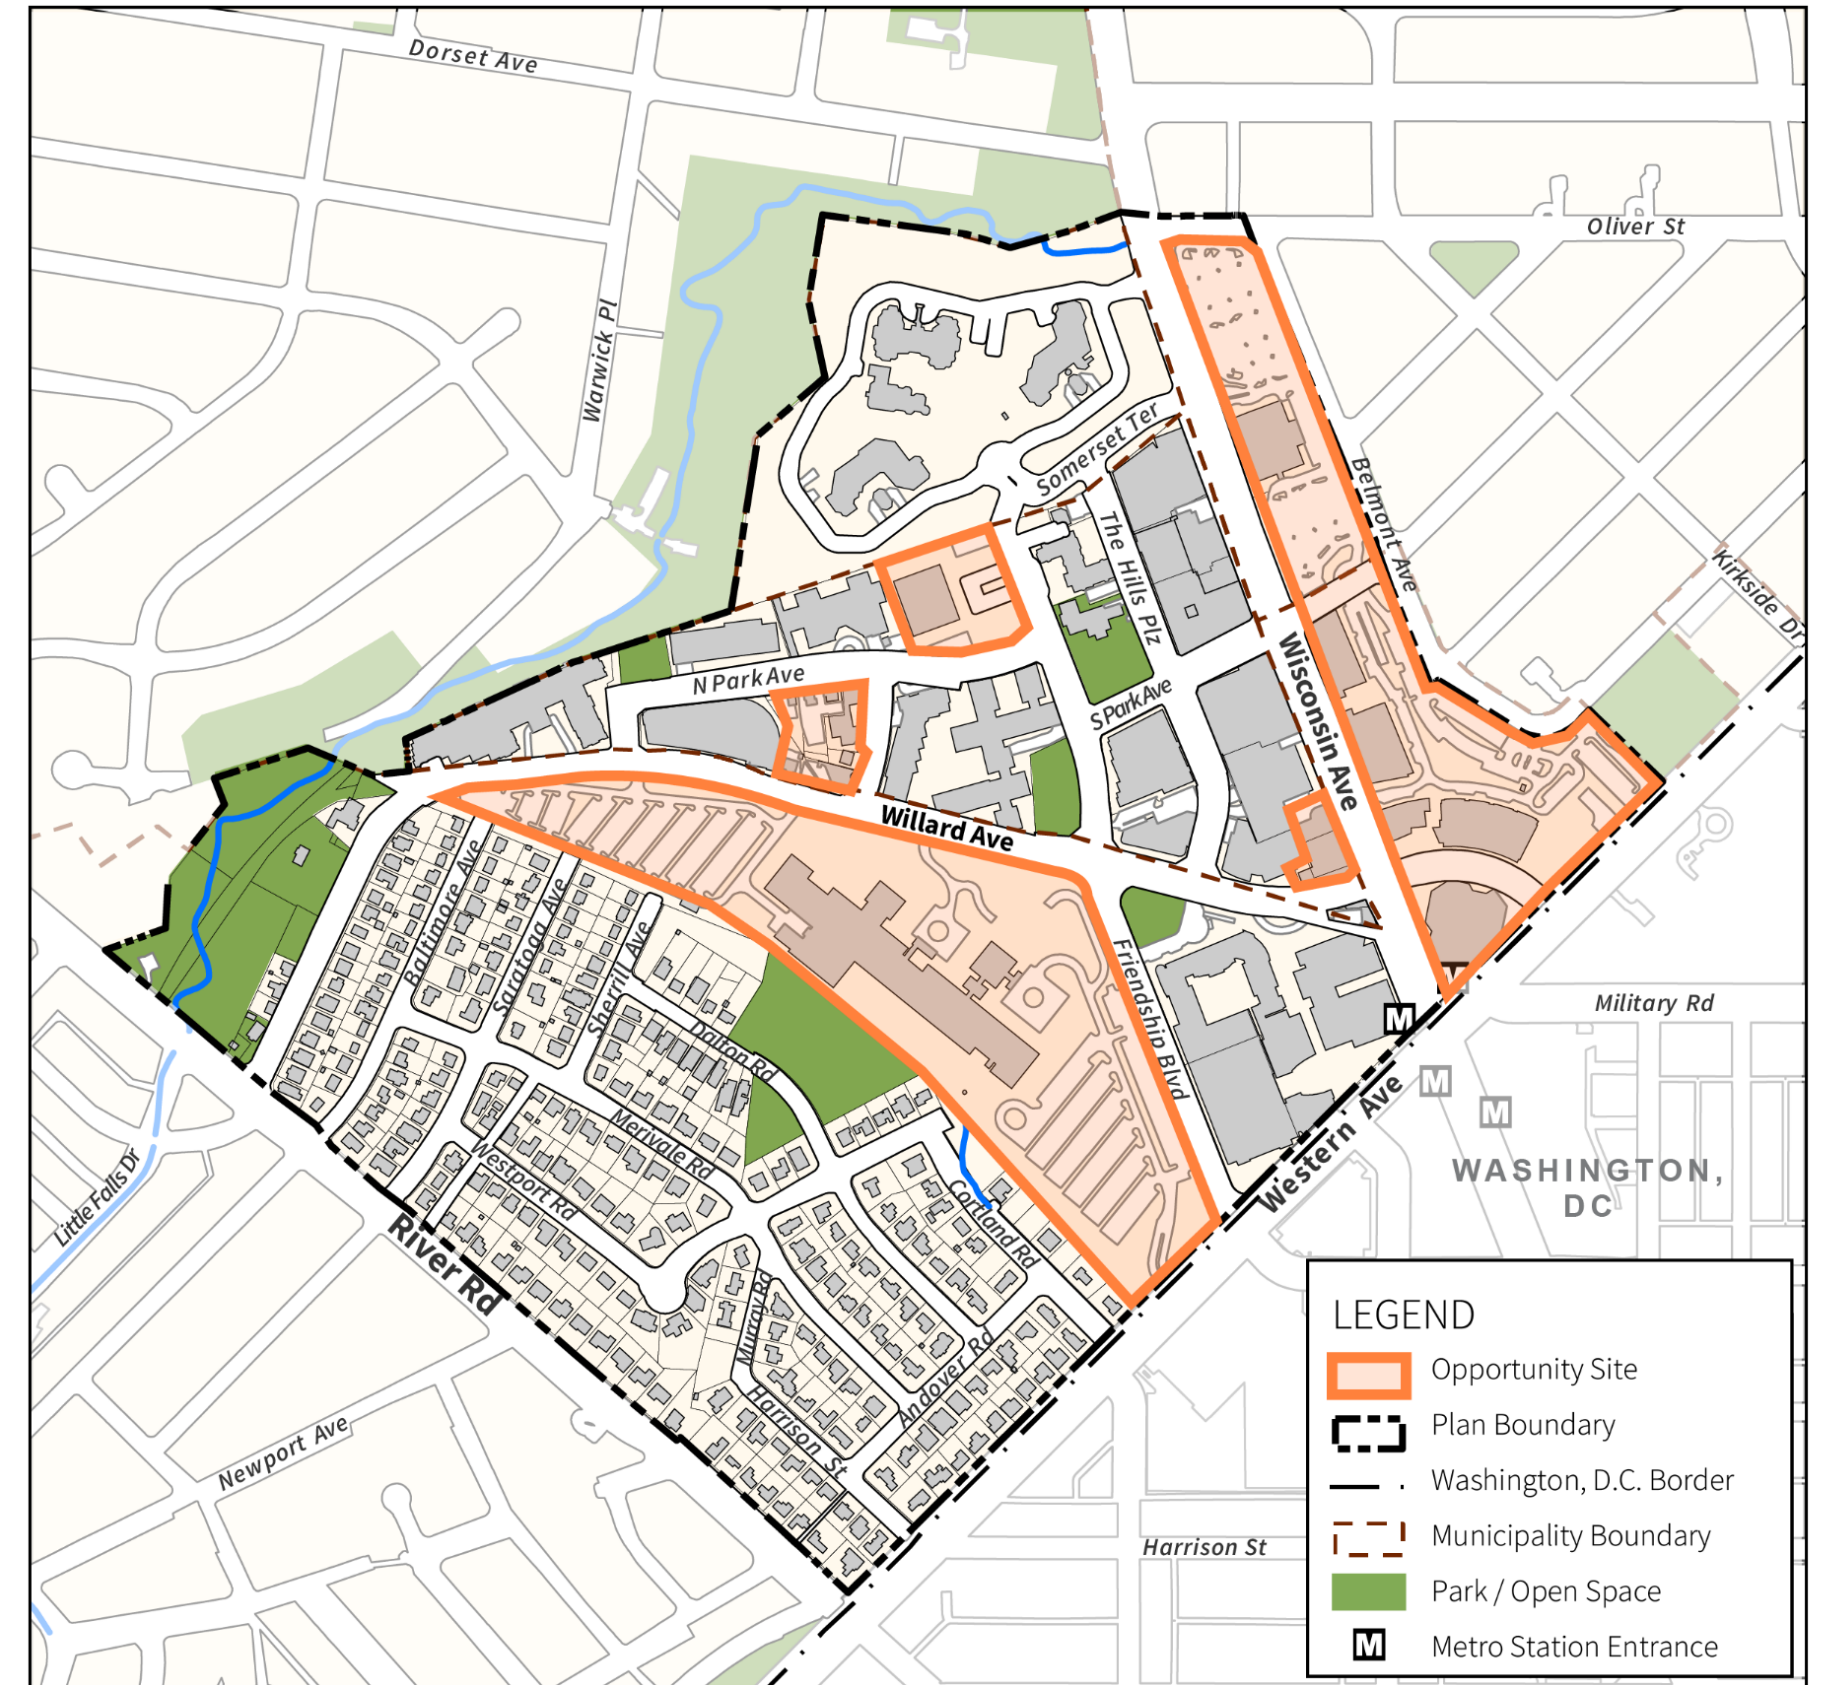 Dorset Ave
Oliver St
Warwick Pl
Somerset Ter
Belmont Ave
The Hills Plz
Kirkside Dr
N Park Ave
S Park Ave
Wisconsin Ave
Willard Ave
Baltimore Ave
Saratoga Ave
Sherrill Ave
Friendship Blvd
M
Military Rd
Dalton Rd
M
M
M
Merivale Rd
Western Ave
WASHINGTON,
DC
Westport Rd
Little Falls Dr
Cortland Rd
River Rd
Murray Rd
Andover Rd
Harrison St
Newport Ave
Harrison St
LEGEND
Opportunity Site
Plan Boundary
Washington, D.C. Border
Municipality Boundary
Park / Open Space
M Metro Station Entrance